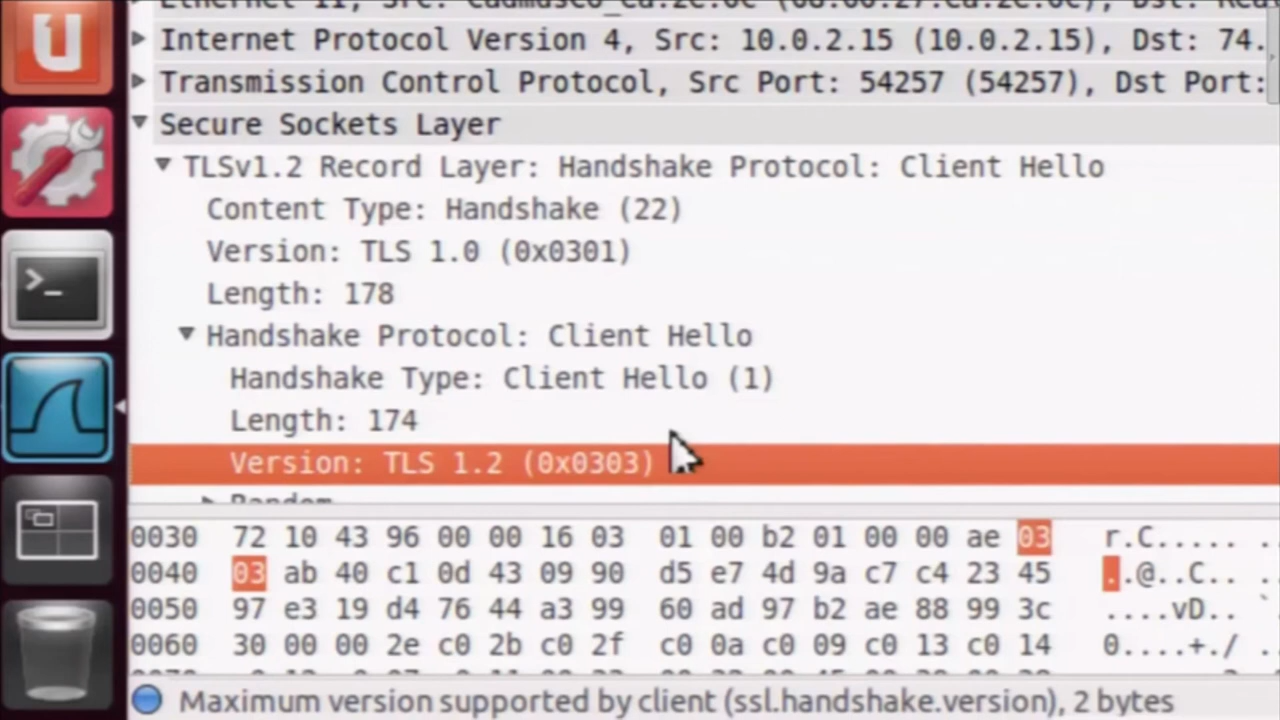 Internet Protocol Version 4, Src: 10.0.2.15 (10.0.2.15), Dst: 74.
Transmission Control Protocol, Src Port: 54257 (54257), Dst Port:
Secure Sockets Layer
TLSv1.2 Record Layer: Handshake Protocol: Client Hello
Content Type: Handshake (22)
Version: TLS 1.0 (0x0301)
Length: 178
Handshake Protocol: Client Hello
Handshake Type: Client Hello (1)
Length: 174
Version: TLS 1.2 (0x0303)
Random
0030 72 10 43 96 00 00 16 03 01 00 b2 01 00 00 ae 03 r.C..... ..
0040 03 ab 40 c1 0d 43 09 90 d5 e7 4d 9a c7 c4 23 45 ..@..C.. ..
0050 97 e3 19 d4 76 44 a3 99 60 ad 97 b2 ae 88 99 3c ....vD.. `.
0060 30 00 00 2e c0 2b c0 2f c0 0a c0 09 c0 13 c0 14 0....+./ ..
Maximum version supported by client (ssl.handshake.version), 2 bytes